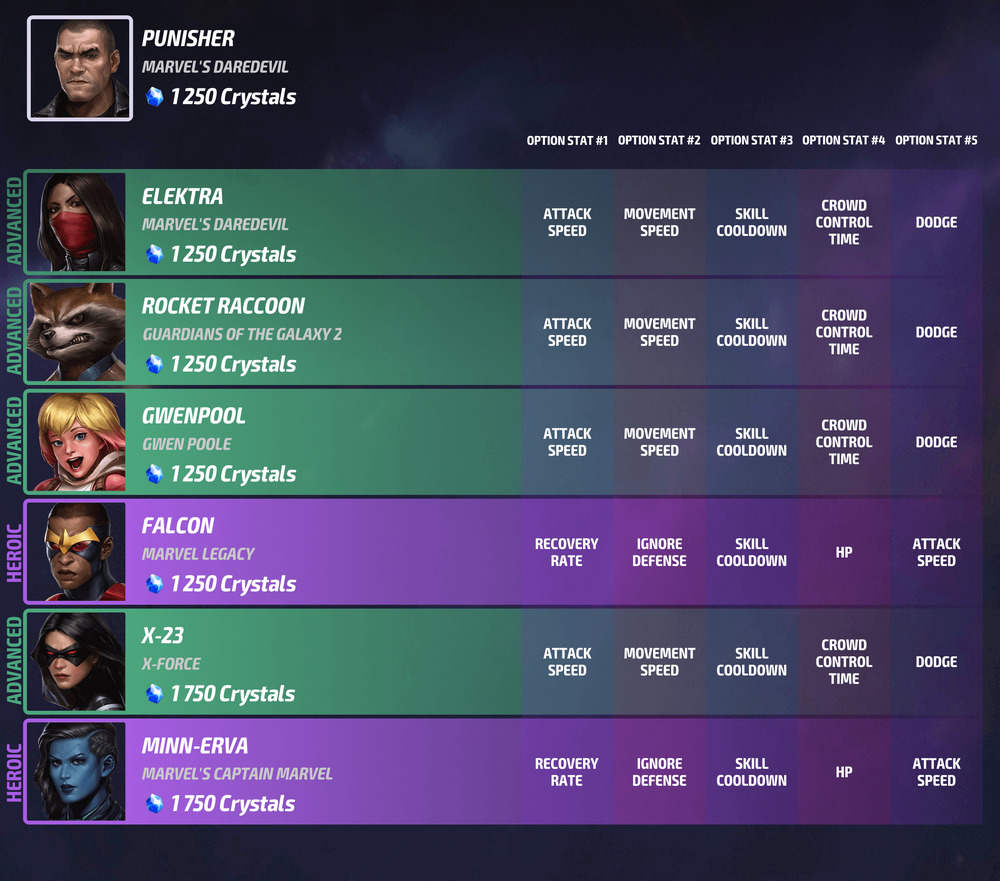 PUNISHER
MARVEL'S DAREDEVIL
1 250 Crystals
OPTION STAT #1 OPTION STAT #2 OPTION STAT #3 OPTION STAT #4 OPTION STAT #5
ADVANCED
ELEKTRA
MARVEL'S DAREDEVIL
1 250 Crystals
ATTACK
SPEED
MOVEMENT
SPEED
SKILL
COOLDOWN
CROWD
CONTROL
TIME
DODGE
ADVANCED
ROCKET RACCOON
GUARDIANS OF THE GALAXY 2
1 250 Crystals
ATTACK
SPEED
MOVEMENT
SPEED
SKILL
COOLDOWN
CROWD
CONTROL
TIME
DODGE
ADVANCED
GWENPOOL
GWEN POOLE
1 250 Crystals
ATTACK
SPEED
MOVEMENT
SPEED
SKILL
COOLDOWN
CROWD
CONTROL
TIME
DODGE
HEROIC
FALCON
MARVEL LEGACY
1 250 Crystals
RECOVERY
RATE
IGNORE
DEFENSE
SKILL
COOLDOWN
HP
ATTACK
SPEED
ADVANCED
X-23
X-FORCE
1 750 Crystals
ATTACK
SPEED
MOVEMENT
SPEED
SKILL
COOLDOWN
CROWD
CONTROL
TIME
DODGE
HEROIC
MINN-ERVA
MARVEL'S CAPTAIN MARVEL
1 750 Crystals
RECOVERY
RATE
IGNORE
DEFENSE
SKILL
COOLDOWN
HP
ATTACK
SPEED